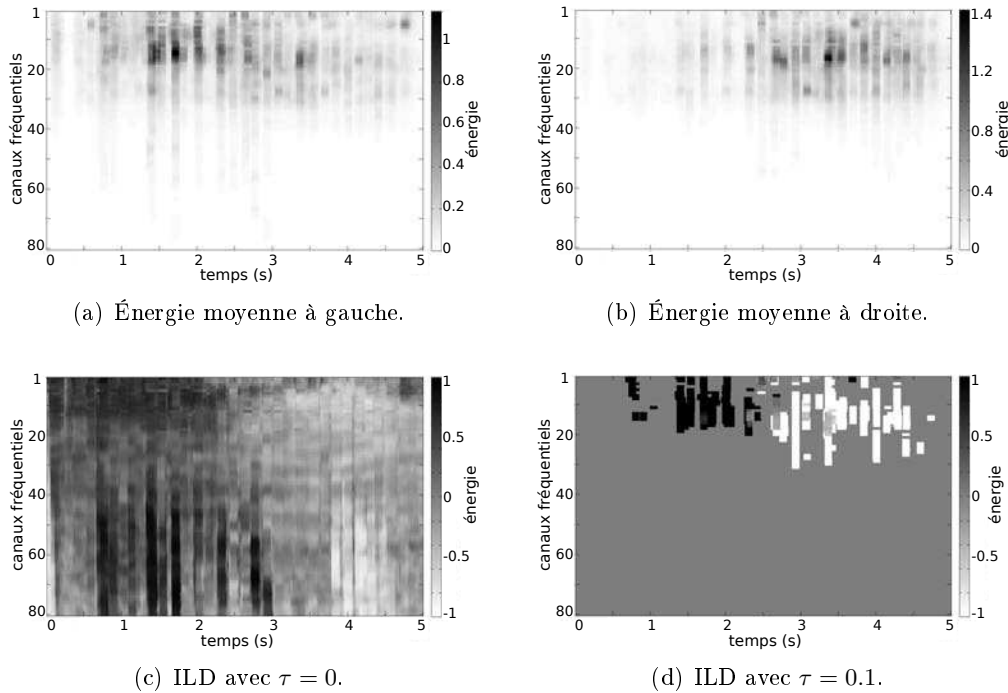 1
20
40
60
80
canaux fréquentiels
0 1 2 3 4 5
temps (s)
1
0.8
0.6
0.4
0.2
0
énergie
(a) Énergie moyenne à gauche.
1
20
40
60
80
canaux fréquentiels
0 1 2 3 4 5
temps (s)
1.4
1.2
0.8
0.4
0
énergie
(b) Énergie moyenne à droite.
1
20
40
60
80
canaux fréquentiels
0 1 2 3 4 5
temps (s)
1
0.5
0
-0.5
-1
énergie
(c) ILD avec τ = 0.
1
20
40
60
80
canaux fréquentiels
0 1 2 3 4 5
temps (s)
1
0.5
0
-0.5
-1
énergie
(d) ILD avec τ = 0.1.